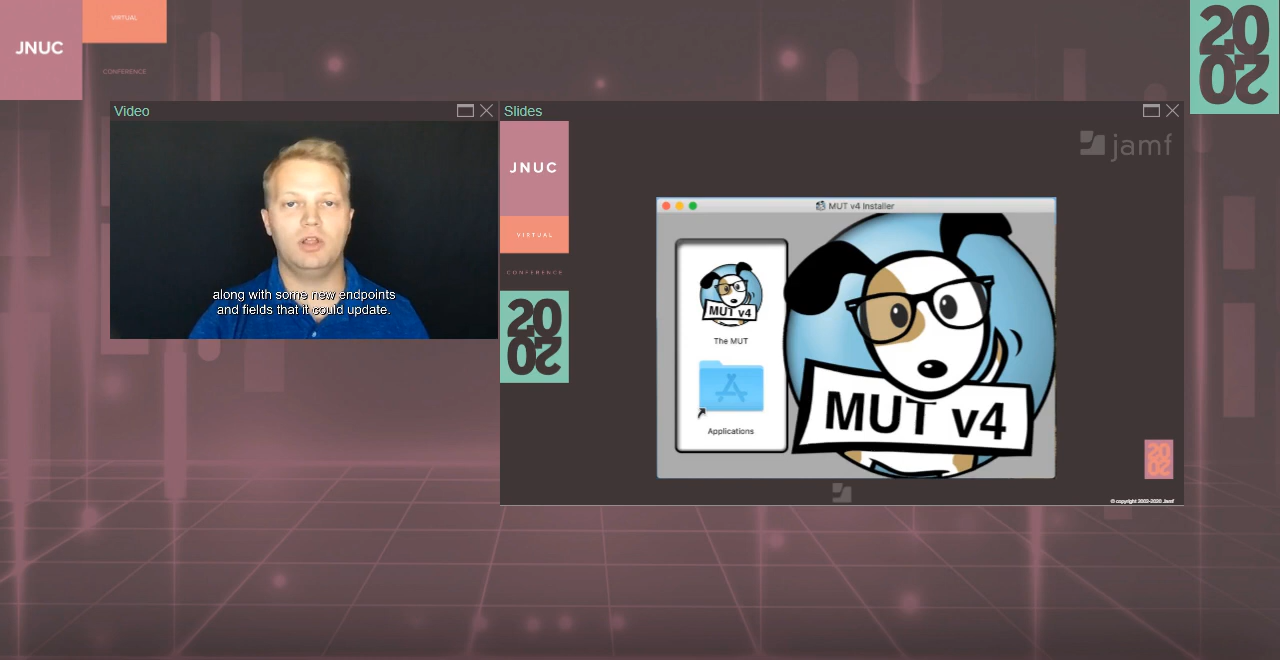 JNUC
VIRTUAL
CONFERENCE
2020
Video
along with some new endpoints
and fields that it could update.
Slides
JNUC
VIRTUAL
CONFERENCE
2020
jamf
MUT v4 Installer
MUT v4
The MUT
Applications
MUT v4
2020
© copyright 2002-2020 Jamf